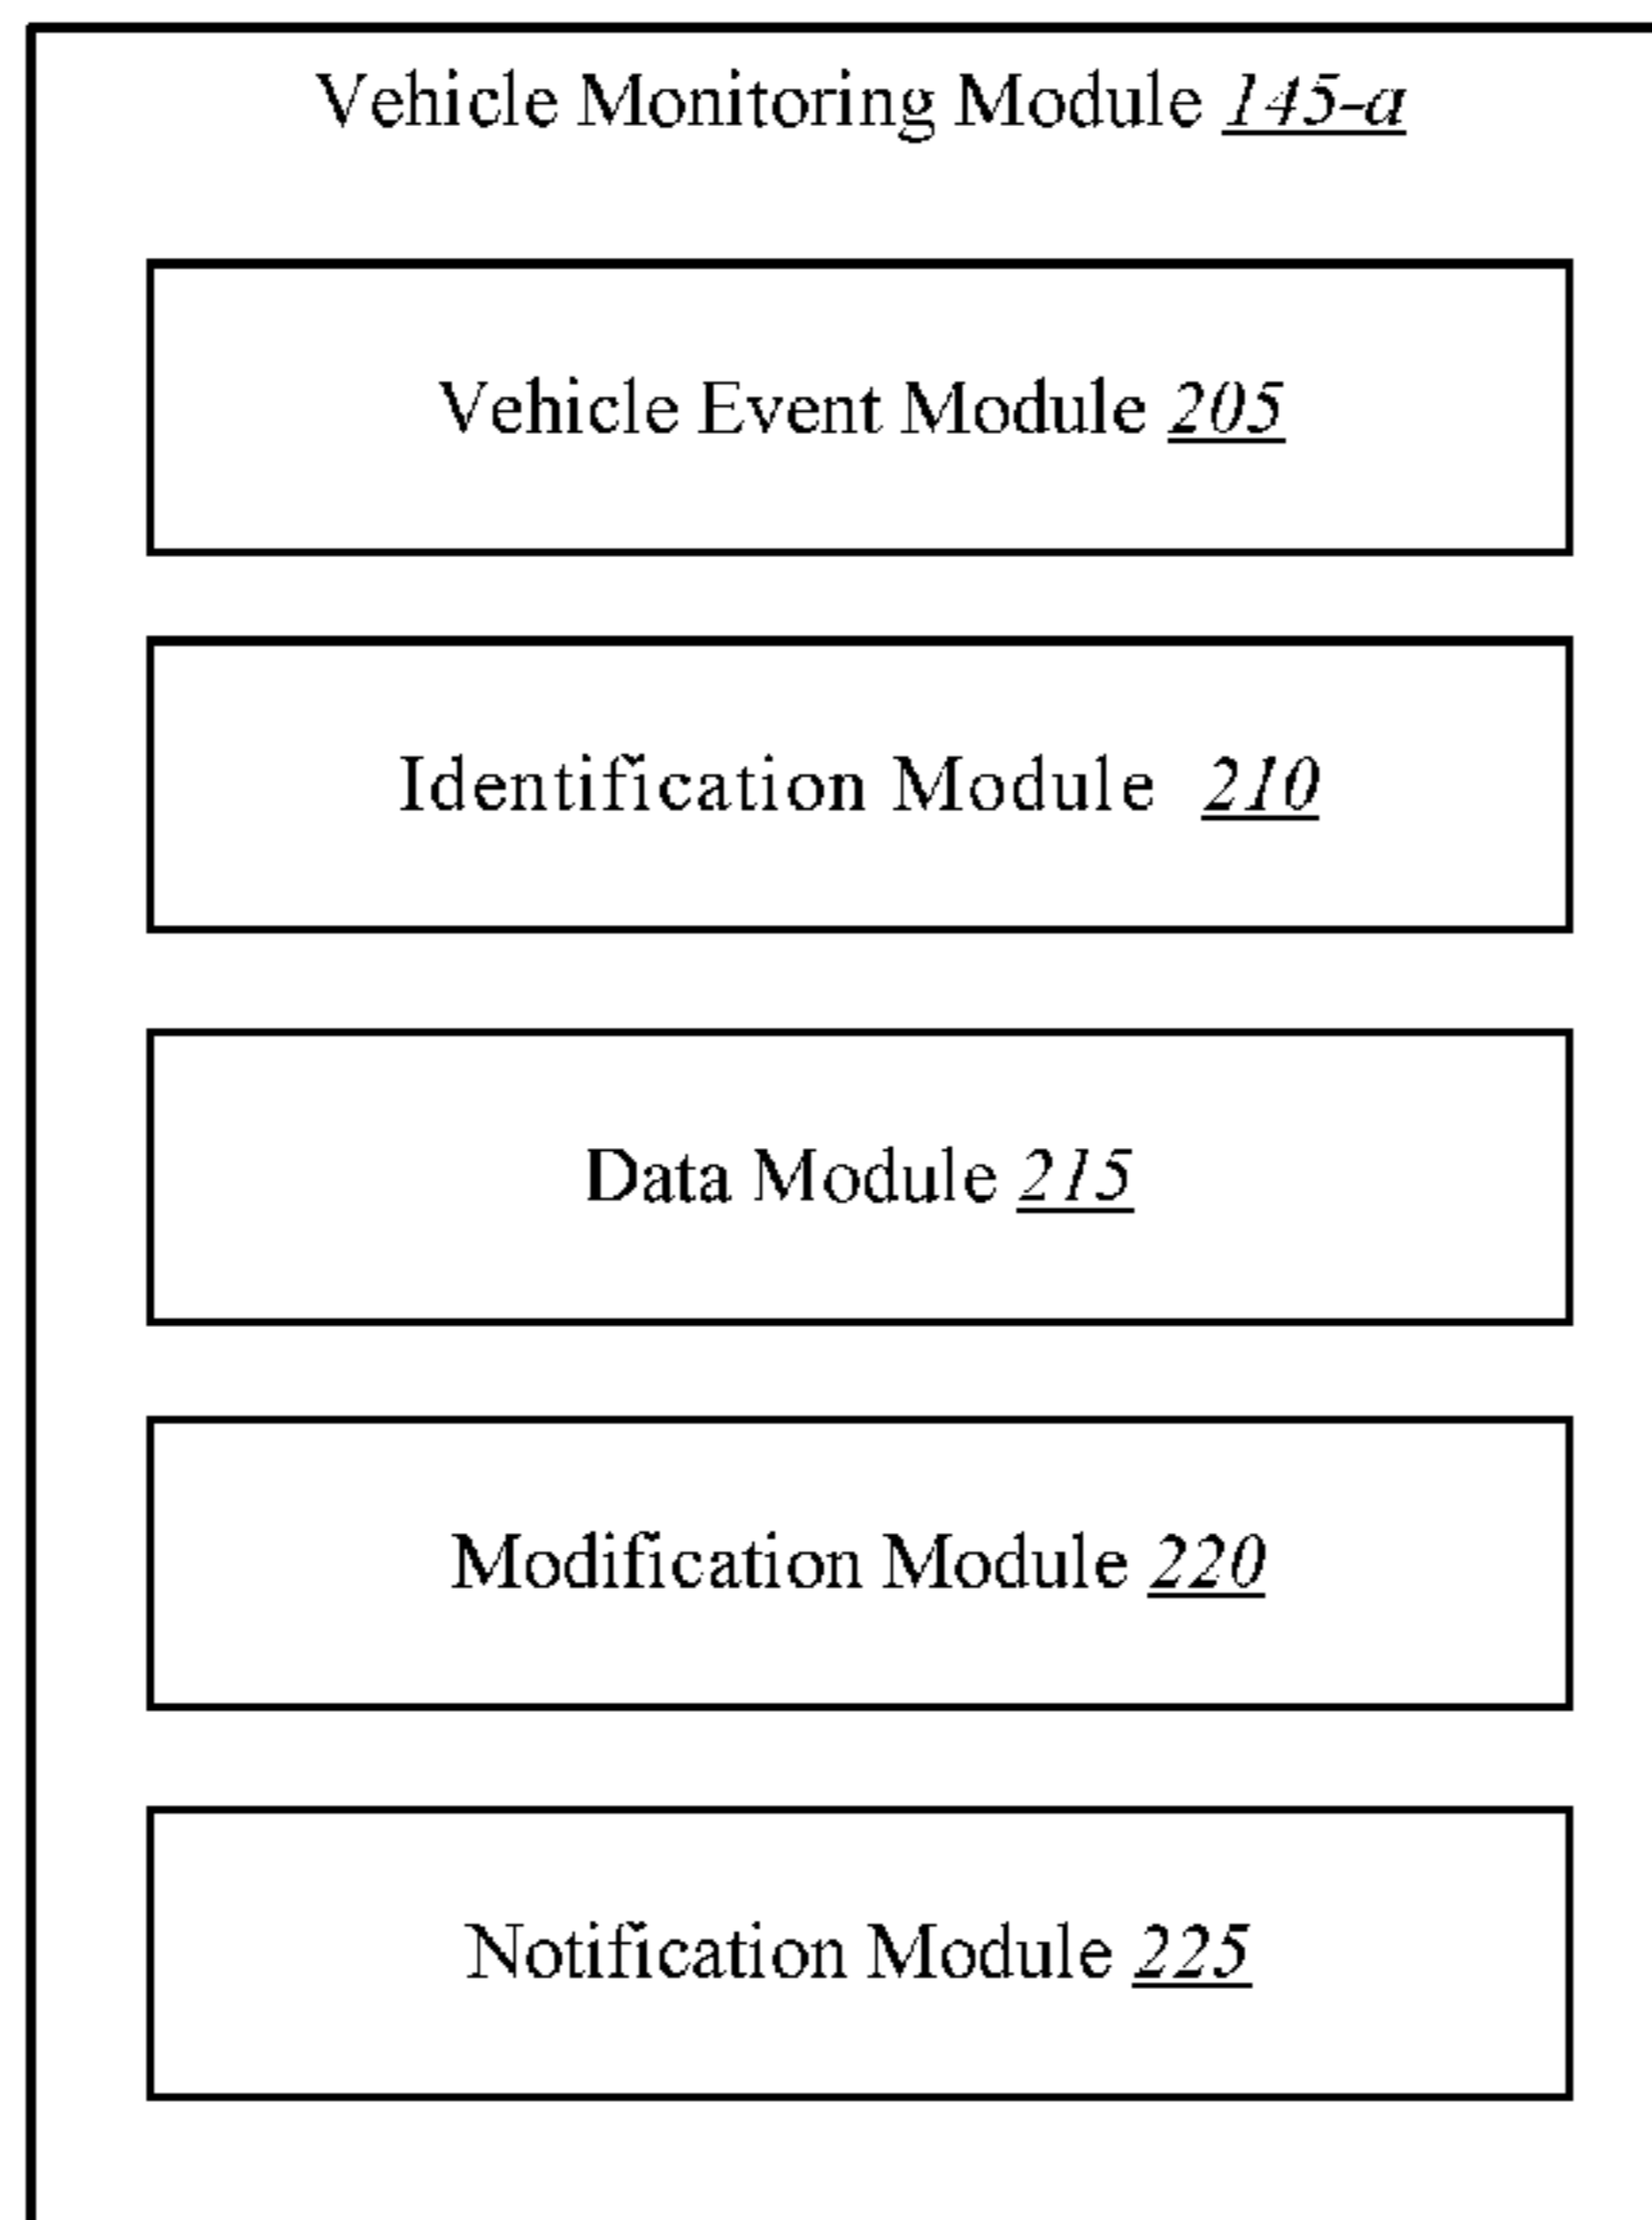 Vehicle Monitoring Module 145-a
Vehicle Event Module 205
Identification Module 210
Data Module 215
Modification Module 220
Notification Module 225